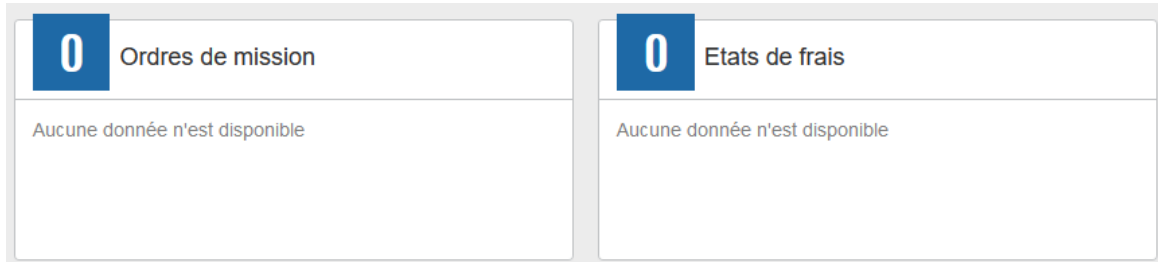 0 Ordres de mission
Aucune donnée n'est disponible
0 Etats de frais
Aucune donnée n'est disponible